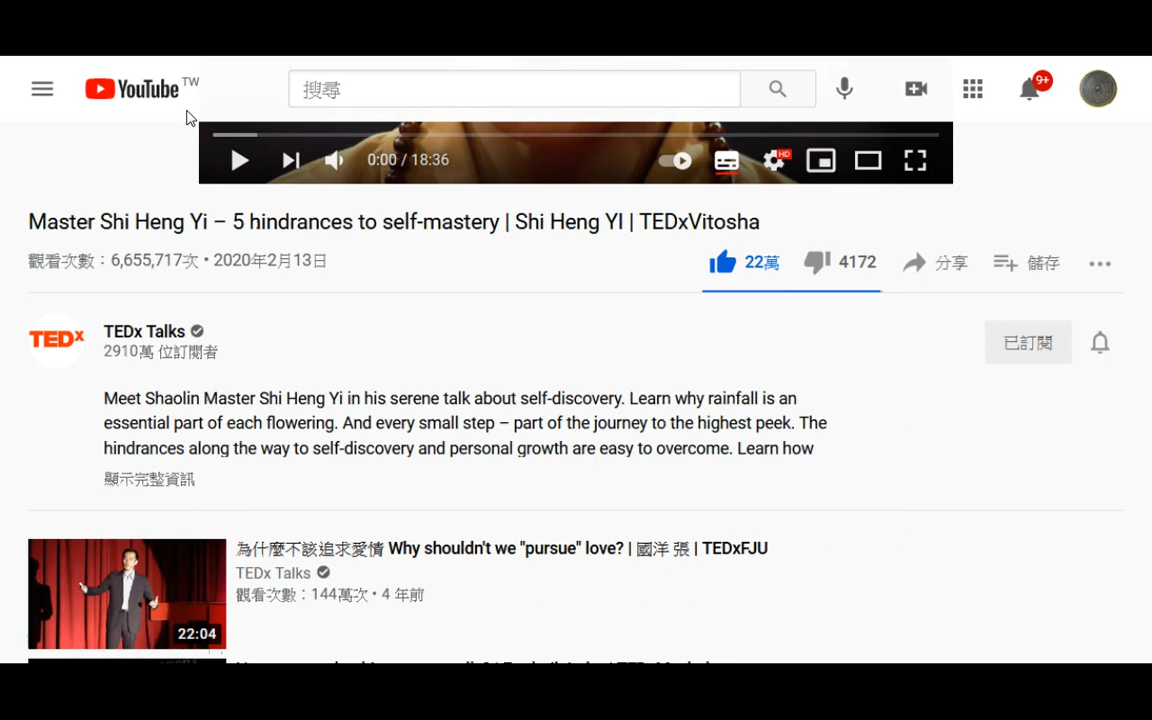 YouTube TW
搜尋
9+
0:00 / 18:36
HD
Master Shi Heng Yi – 5 hindrances to self-mastery | Shi Heng YI | TEDxVitosha
觀看次數：6,655,717次 • 2020年2月13日
22萬
4172
分享
儲存
TEDx
TEDx Talks
2910萬 位訂閱者
已訂閱
Meet Shaolin Master Shi Heng Yi in his serene talk about self-discovery. Learn why rainfall is an
essential part of each flowering. And every small step – part of the journey to the highest peek. The
hindrances along the way to self-discovery and personal growth are easy to overcome. Learn how
顯示完整資訊
為什麼不該追求愛情 Why shouldn't we "pursue" love? | 國洋 張 | TEDxFJU
TEDx Talks
觀看次數：144萬次 • 4 年前
22:04